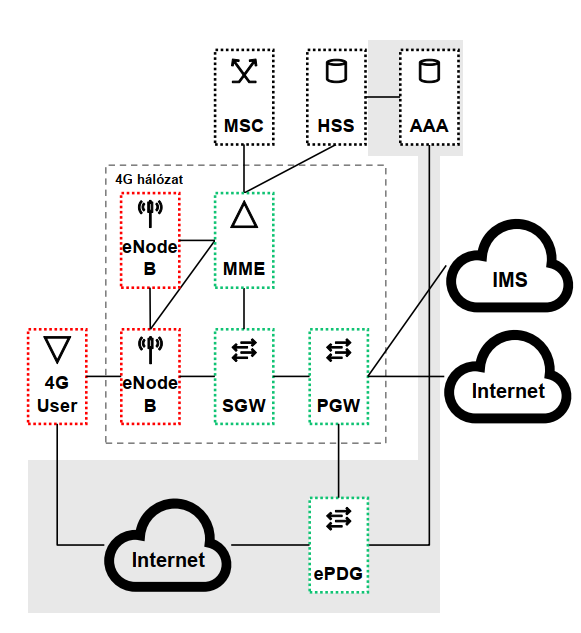 MSC
HSS
AAA
4G hálózat
eNode
B
MME
IMS
4G
User
eNode
B
SGW
PGW
Internet
Internet
ePDG